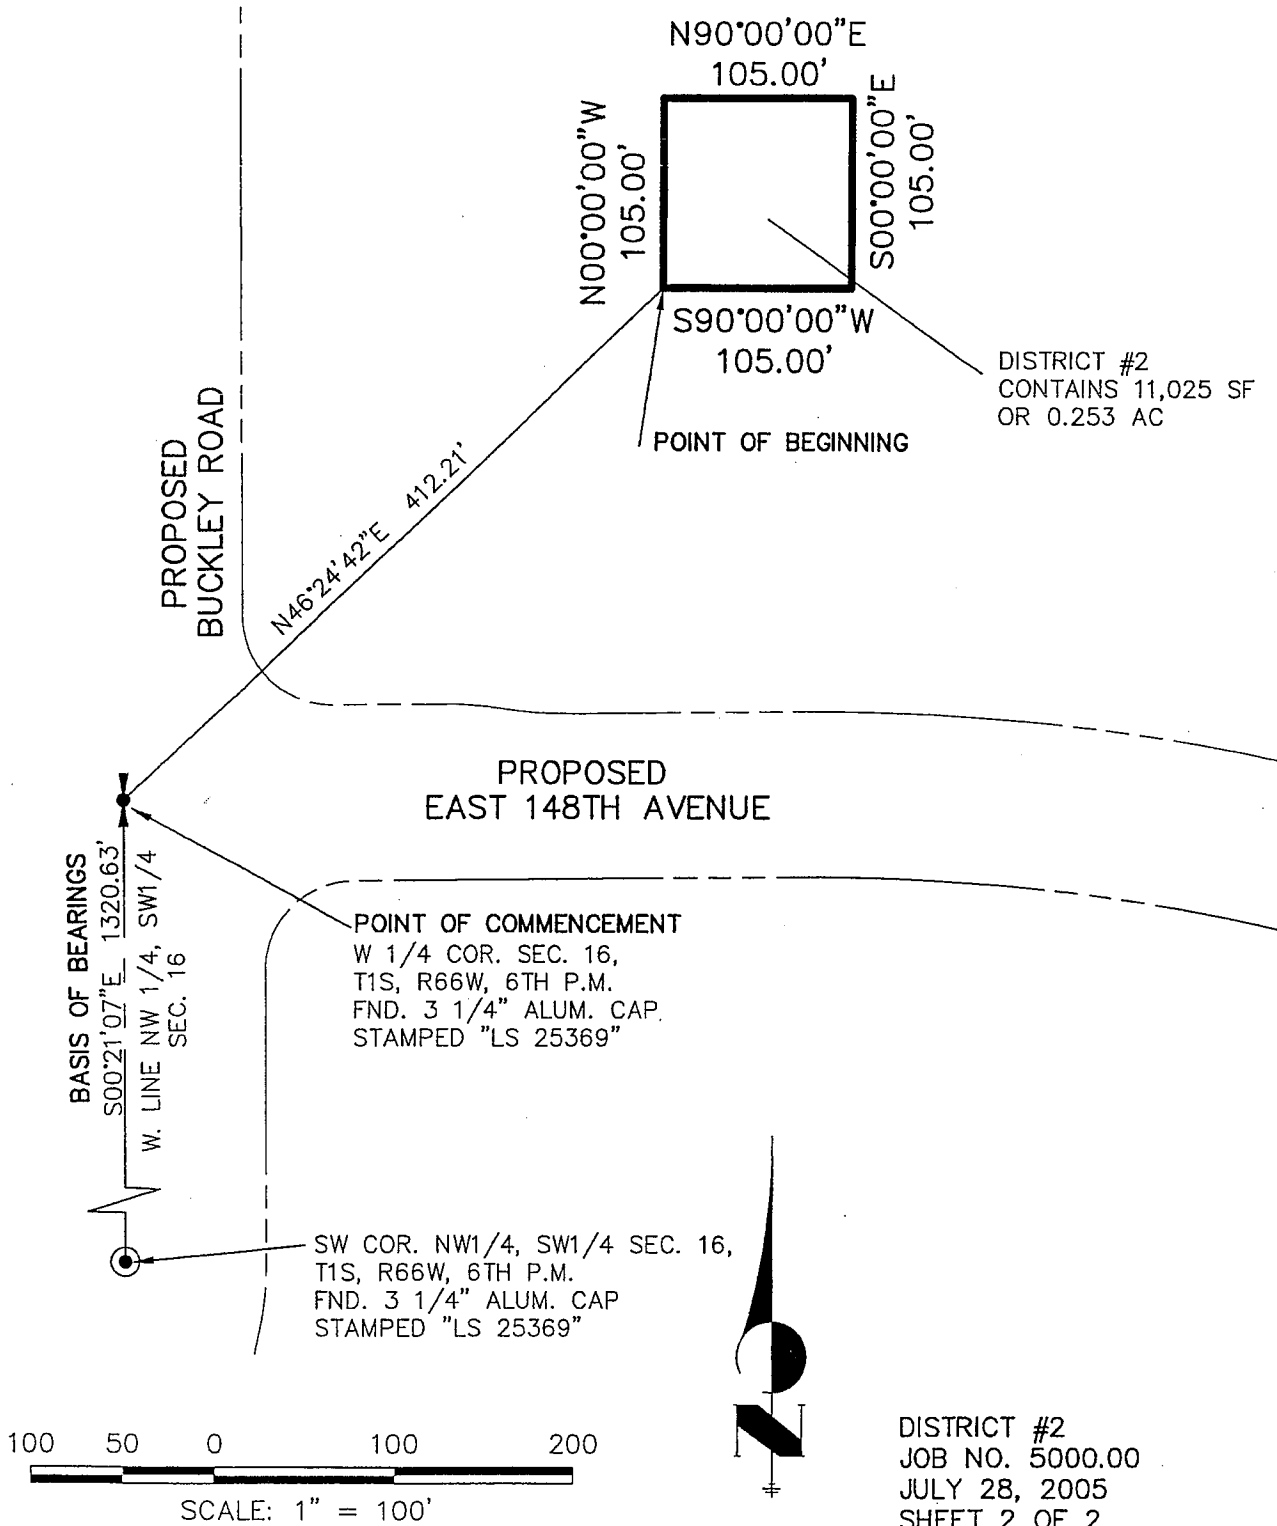 N90°00'00"E
105.00'
N00°00'00"W
105.00'
S00°00'00"E
105.00'
S90°00'00"W
105.00'
DISTRICT #2
CONTAINS 11,025 SF
OR 0.253 AC
POINT OF BEGINNING
PROPOSED
BUCKLEY ROAD
N46°24'42"E 412.21'
PROPOSED
EAST 148TH AVENUE
BASIS OF BEARINGS
S00°21'07"E 1320.63'
W. LINE NW 1/4, SW1/4
SEC. 16
POINT OF COMMENCEMENT
W 1/4 COR. SEC. 16,
T1S, R66W, 6TH P.M.
FND. 3 1/4" ALUM. CAP
STAMPED "LS 25369"
SW COR. NW1/4, SW1/4 SEC. 16,
T1S, R66W, 6TH P.M.
FND. 3 1/4" ALUM. CAP
STAMPED "LS 25369"
N
100 50 0 100 200
SCALE: 1" = 100'
DISTRICT #2
JOB NO. 5000.00
JULY 28, 2005
SHEET 2 OF 2